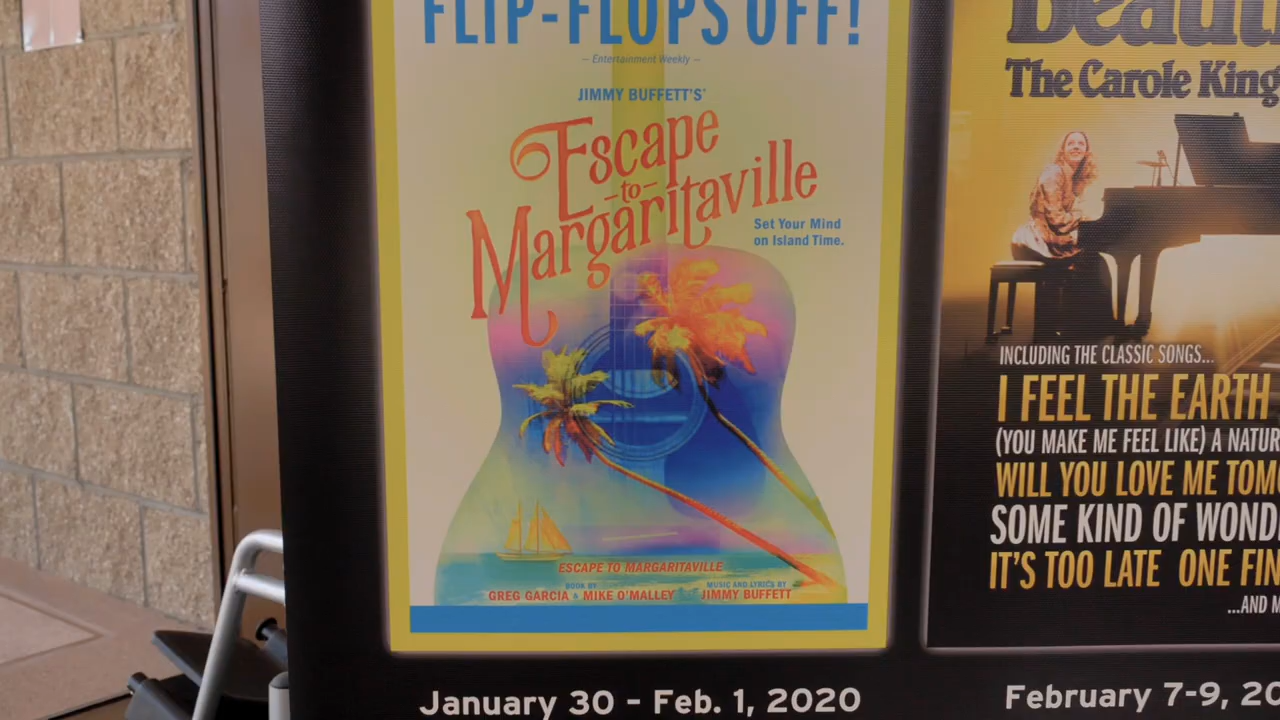 FLIP-FLOPS OFF!
— Entertainment Weekly —
JIMMY BUFFETT'S
Escape
-to-
Margaritaville
Set Your Mind
on Island Time.
ESCAPE TO MARGARITAVILLE
BOOK BY
GREG GARCIA & MIKE O'MALLEY
MUSIC AND LYRICS BY
JIMMY BUFFETT
January 30 - Feb. 1, 2020
The Carole King
INCLUDING THE CLASSIC SONGS...
I FEEL THE EARTH
(YOU MAKE ME FEEL LIKE) A NATUR
WILL YOU LOVE ME TOM
SOME KIND OF WOND
IT'S TOO LATE ONE FIN
...AND M
February 7-9, 20